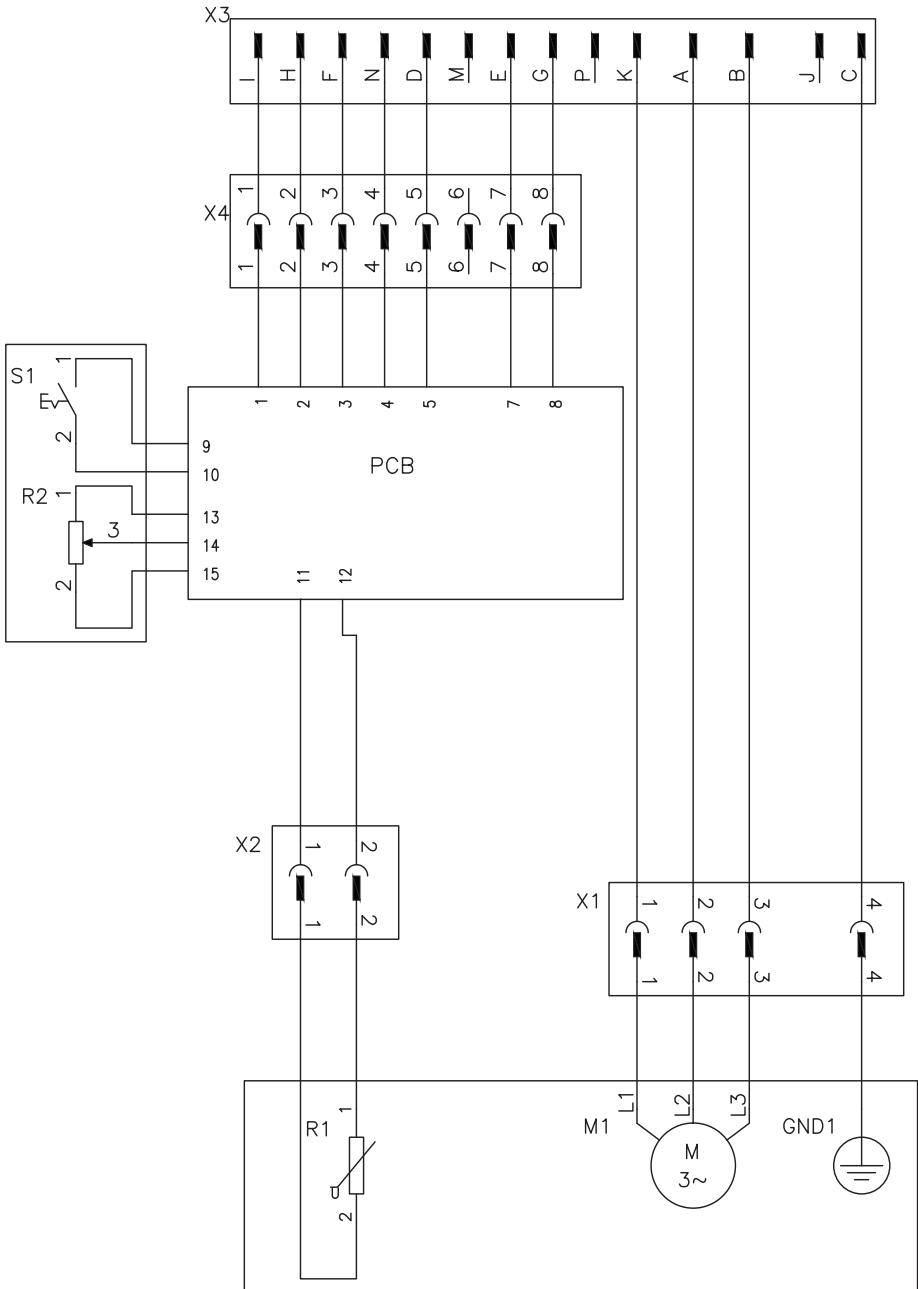 X3
I H F N D M E G P K A B J C
X4
1 2 3 4 5 6 7 8
1 2 3 4 5 6 7 8
S1
1
2
R2
1
3
2
1 2 3 4 5 7 8
9
10
PCB
13
14
15
11 12
X2
1 2
1 2
X1
1 2 3 4
1 2 3 4
R1
1
2
M1
L1 L2 L3
M
3~
GND1